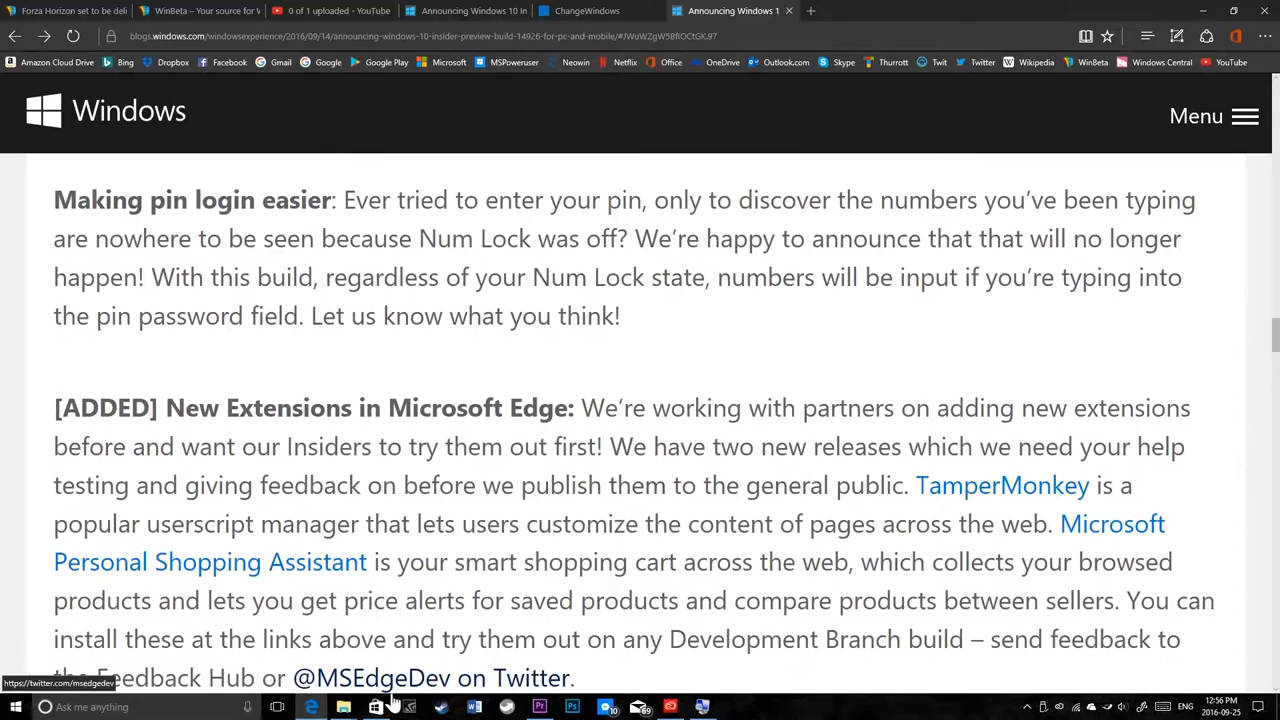 Forza Horizon set to be deli
WinBeta – Your source for V
0 of 1 uploaded - YouTube
Announcing Windows 10 In
ChangeWindows
Announcing Windows 1
blogs.windows.com/windowsexperience/2016/09/14/announcing-windows-10-insider-preview-build-14926-for-pc-and-mobile/#JWuWZgW5BftOCtGK.97
Amazon Cloud Drive Bing Dropbox Facebook Gmail Google Google Play Microsoft MSPoweruser Neowin Netflix Office OneDrive Outlook.com Skype Thurrott Twit Twitter Wikipedia WinBeta Windows Central YouTube
Windows
Menu
Making pin login easier: Ever tried to enter your pin, only to discover the numbers you've been typing
are nowhere to be seen because Num Lock was off? We're happy to announce that that will no longer
happen! With this build, regardless of your Num Lock state, numbers will be input if you're typing into
the pin password field. Let us know what you think!
[ADDED] New Extensions in Microsoft Edge: We're working with partners on adding new extensions
before and want our Insiders to try them out first! We have two new releases which we need your help
testing and giving feedback on before we publish them to the general public. TamperMonkey is a
popular userscript manager that lets users customize the content of pages across the web. Microsoft
Personal Shopping Assistant is your smart shopping cart across the web, which collects your browsed
products and lets you get price alerts for saved products and compare products between sellers. You can
install these at the links above and try them out on any Development Branch build – send feedback to
the Feedback Hub or @MSEdgeDev on Twitter.
https://twitter.com/msedgedev
Ask me anything
10
69
ENG
12:56 PM
2016-09-25